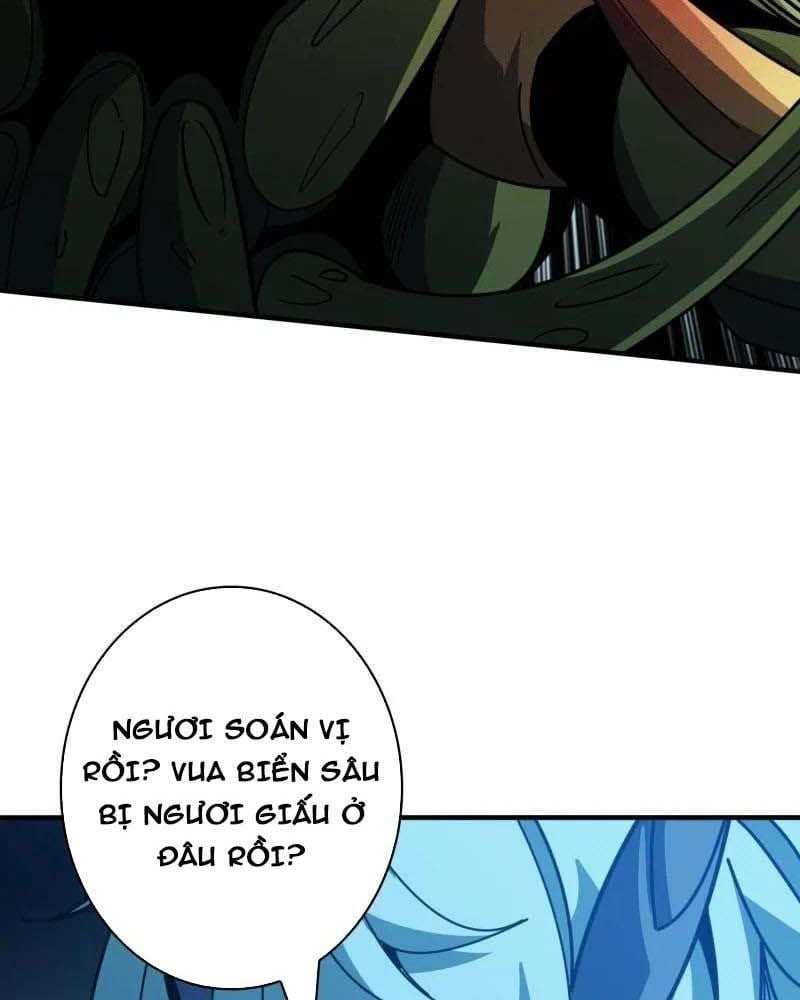 NGƯƠI SOÁN VỊ
RỒI? VUA BIỂN SÂU
BỊ NGƯƠI GIẤU Ở
ĐÂU RỒI?